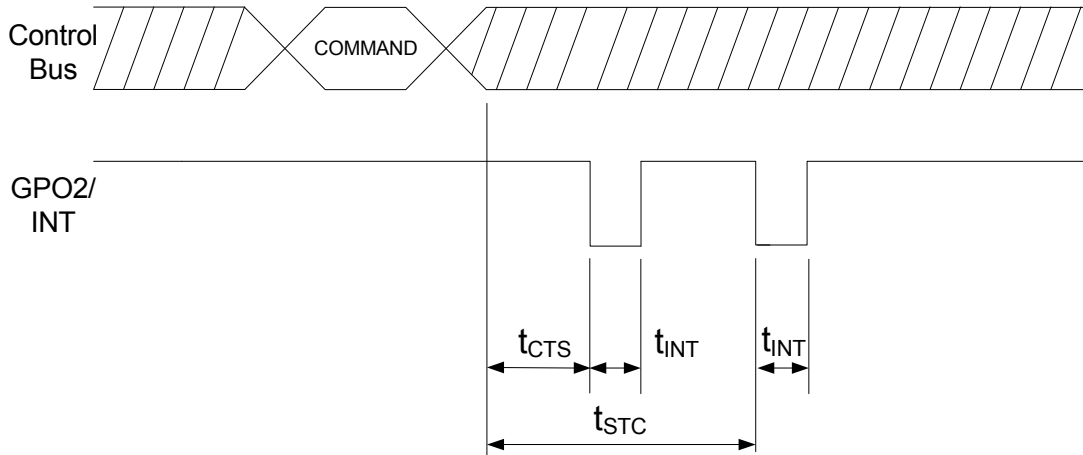 Control
Bus
COMMAND
GPO2/
INT
tCTS
tINT
tINT
tSTC